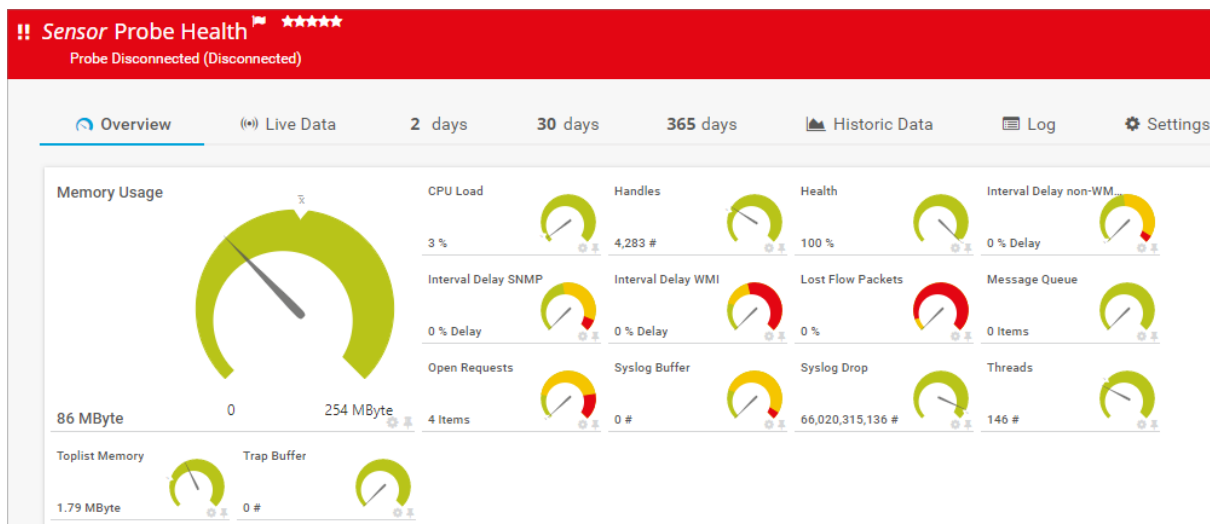 !! Sensor Probe Health
Probe Disconnected (Disconnected)
Overview
Live Data
2 days
30 days
365 days
Historic Data
Log
Settings
Memory Usage
x̄
0
254 MByte
86 MByte
CPU Load
3 %
Handles
4,283 #
Health
100 %
Interval Delay non-WM...
0 % Delay
Interval Delay SNMP
0 % Delay
Interval Delay WMI
0 % Delay
Lost Flow Packets
0 %
Message Queue
0 Items
Open Requests
4 Items
Syslog Buffer
0 #
Syslog Drop
66,020,315,136 #
Threads
146 #
Toplist Memory
1.79 MByte
Trap Buffer
0 #